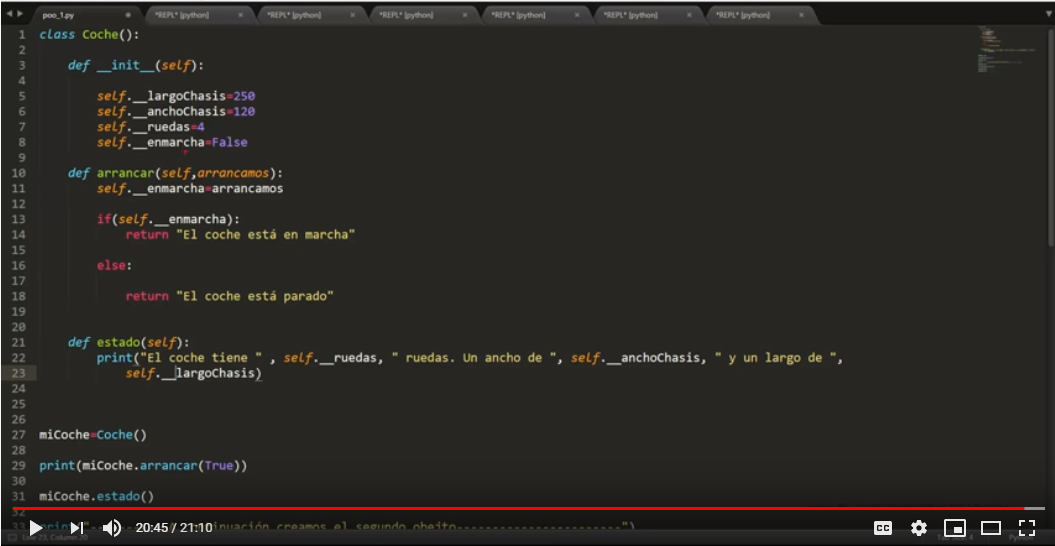 poo_1.py *REPL* [python] *REPL* [python] *REPL* [python] *REPL* [python] *REPL* [python] *REPL* [python]
1 class Coche():
2
3 def __init__(self):
4
5 self.__largoChasis=250
6 self.__anchoChasis=120
7 self.__ruedas=4
8 self.__enmarcha=False
9
10 def arrancar(self,arrancamos):
11 self.__enmarcha=arrancamos
12
13 if(self.__enmarcha):
14 return "El coche está en marcha"
15
16 else:
17
18 return "El coche está parado"
19
20
21 def estado(self):
22 print("El coche tiene " , self.__ruedas, " ruedas. Un ancho de ", self.__anchoChasis, " y un largo de ",
23 self.__largoChasis)
24
25
26
27 miCoche=Coche()
28
29 print(miCoche.arrancar(True))
30
31 miCoche.estado()
32
33 print("- creamos el segundo objeto-----------------------")
20:45 / 21:10 CC
Line 23, Column 20